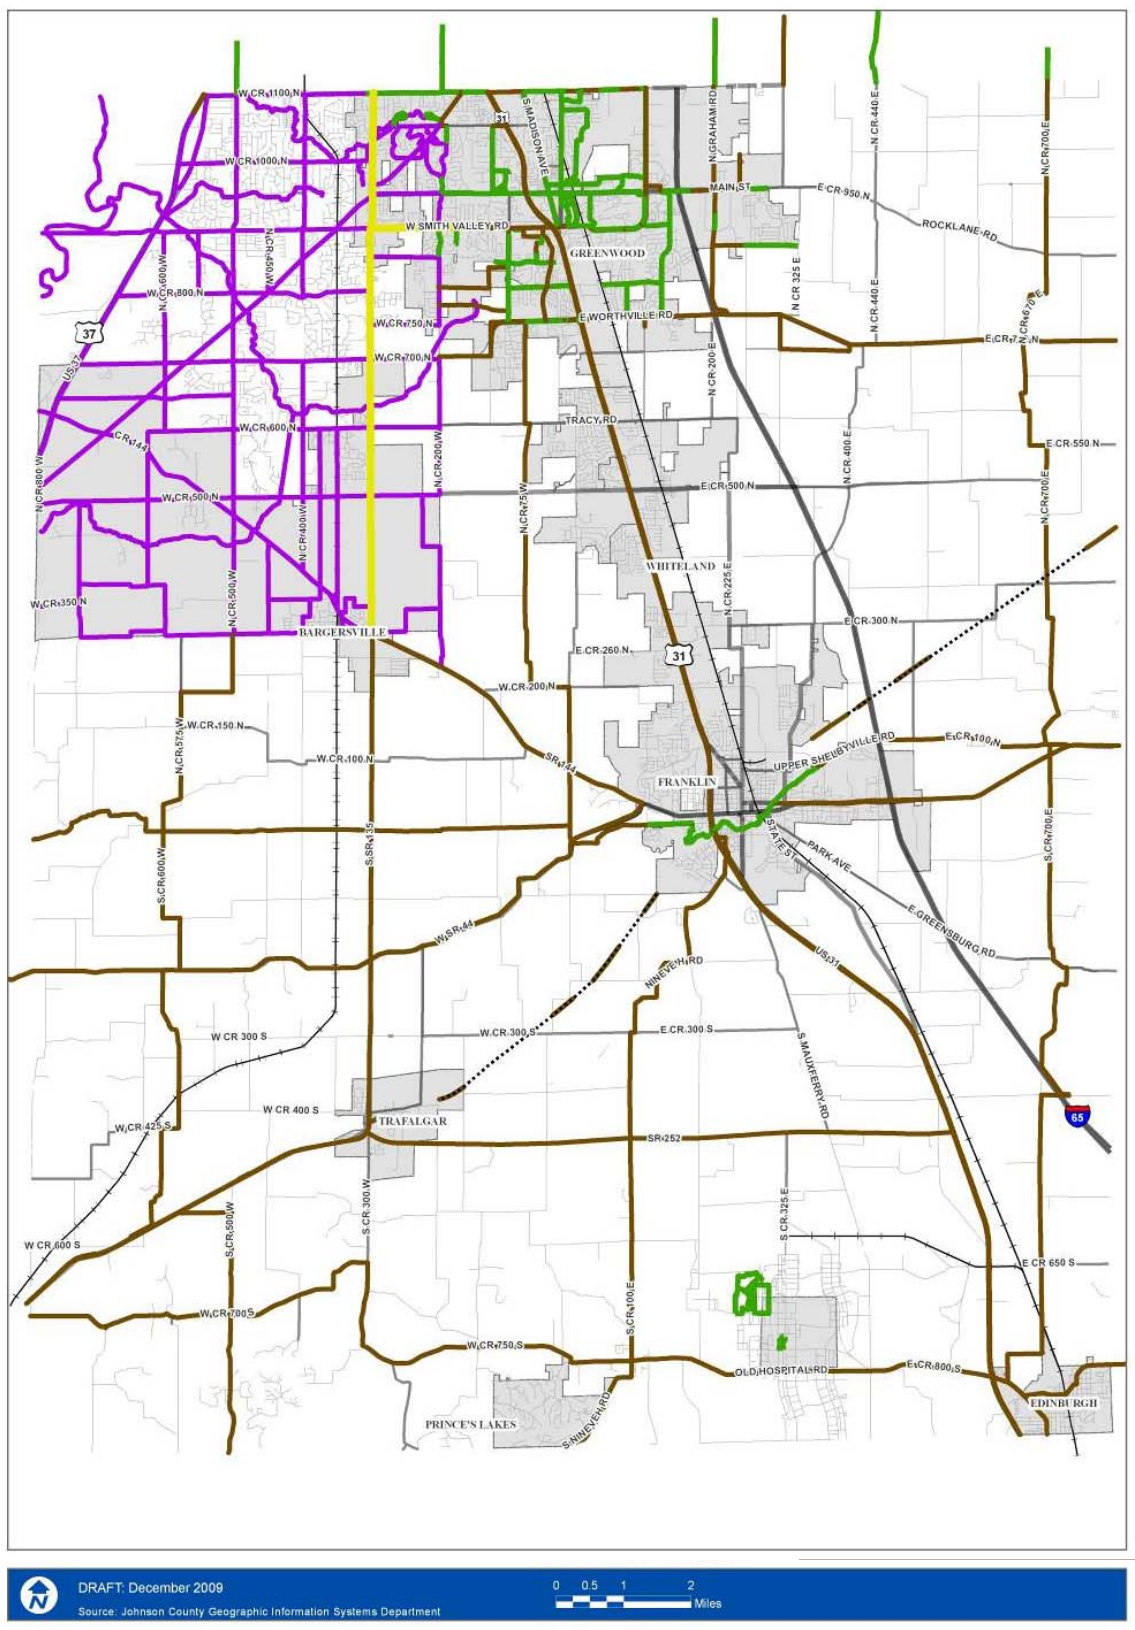 W CR 1100 N
31
S MADISON AVE
N GRAHAM RD
N CR 440 E
N CR 700 E
W CR 1000 N
MAIN ST
E CR 950 N
ROCKLANE RD
W SMITH VALLEY RD
N CR 450 W
GREENWOOD
N CR 600 W
N CR 325 E
W CR 800 N
N CR 440 E
N CR 670 E
37
W CR 750 N
E WORTHVILLE RD
US 37
W CR 700 N
N CR 200 E
TRACY RD
W CR 600 N
CR 144
N CR 200 W
N CR 400 E
E CR 550 N
N CR 800 W
W CR 500 N
E CR 500 N
N CR 75 W
N CR 700 E
N CR 400 W
WHITELAND
N CR 225 E
W CR 350 N
N CR 500 W
BARGERSVILLE
E CR 300 N
E CR 260 N
31
W CR 200 N
W CR 150 N
N CR 575 W
W CR 100 N
SR 144
UPPER SHELBYVILLE RD
E CR 100 N
FRANKLIN
S SR 135
STATE ST
PARK AVE
S CR 700 E
S CR 600 W
E GREENSBURG RD
W SR 44
US 31
NINEVEH RD
W CR 300 S
W CR 300 S
E CR 300 S
S MAUXFERRY RD
W CR 400 S
65
W CR 425 S
TRAFALGAR
SR 252
S CR 300 W
S CR 325 E
S CR 500 W
W CR 600 S
E CR 650 S
W CR 700 S
S CR 100 E
W CR 750 S
OLD HOSPITAL RD
E CR 800 S
PRINCE'S LAKES
S NINEVEH RD
EDINBURGH
N
DRAFT: December 2009
Source: Johnson County Geographic Information Systems Department
0 0.5 1 2
Miles